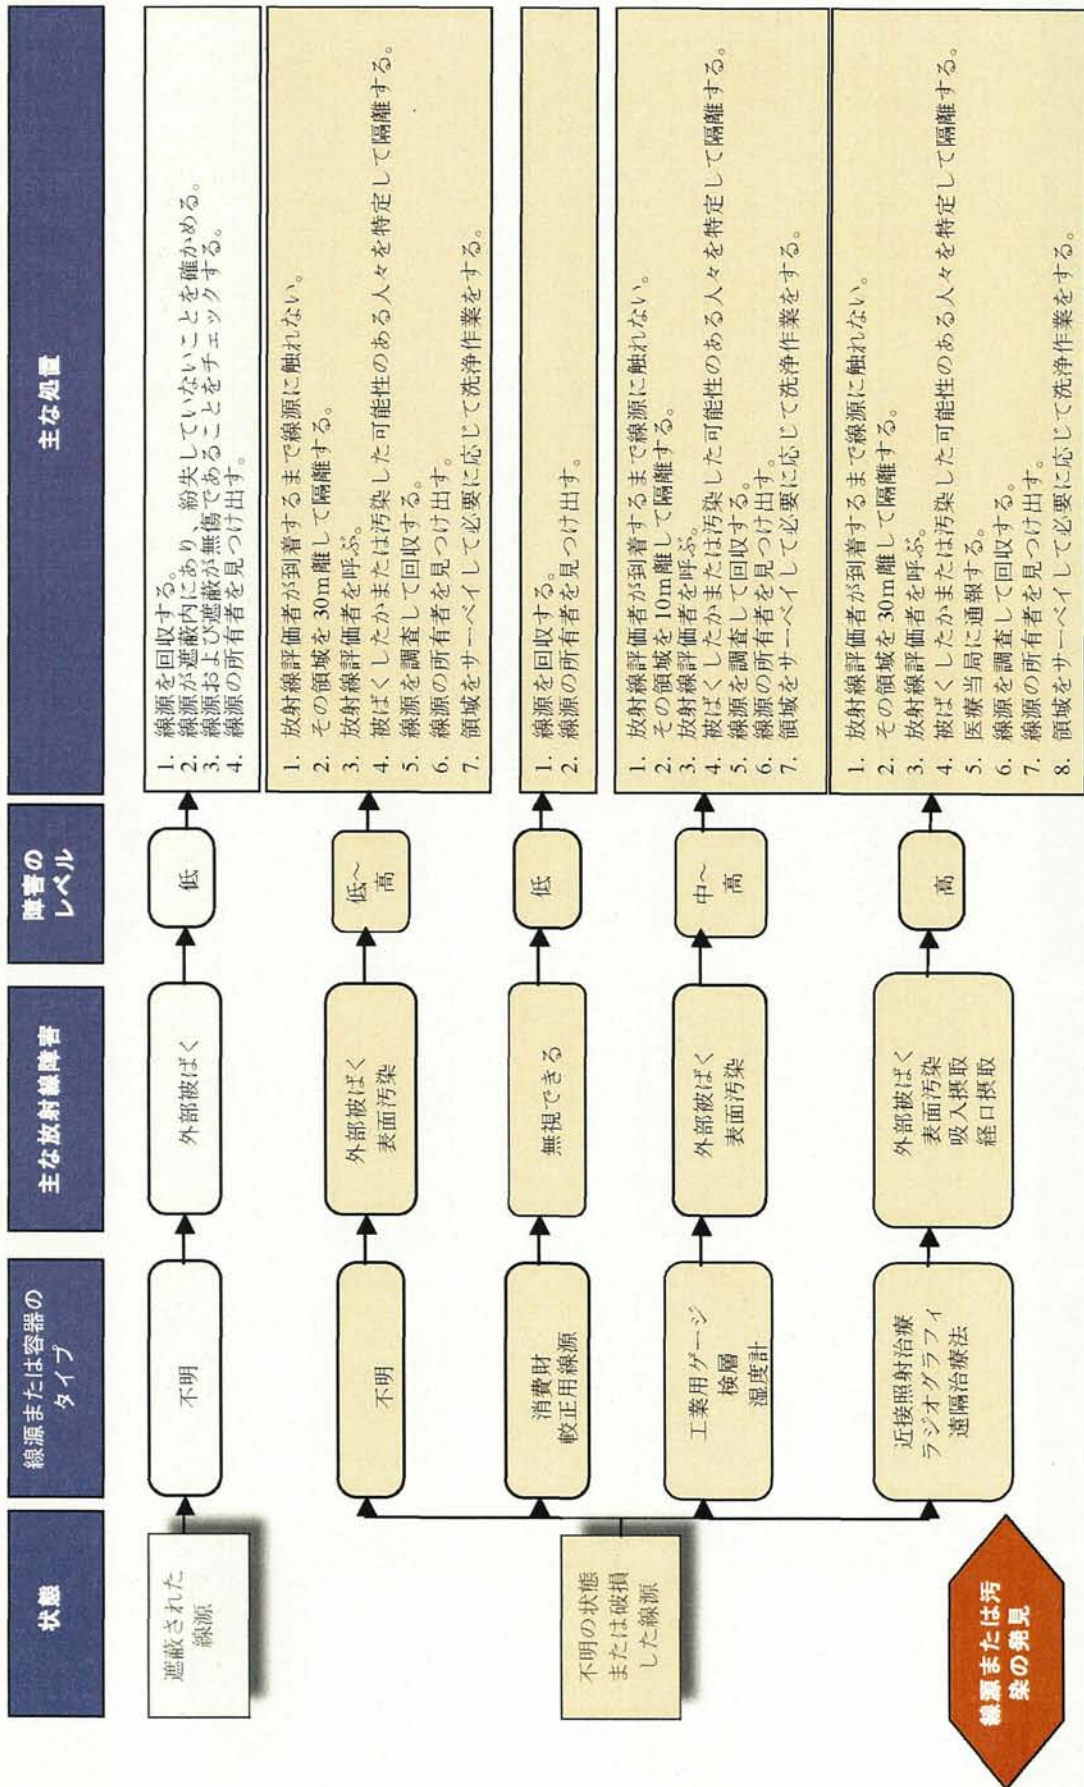 状態
線源または容器の
タイプ
主な放射線障害
障害の
レベル
主な処置
遮蔽された
線源
不明
外部被ばく
低
1. 線源を回収する。
2. 線源が遮蔽内にあり、紛失していないことを確かめる。
3. 線源および遮蔽が無傷であることをチェックする。
4. 線源の所有者を見つけ出す。
不明の状態
または破損
した線源
不明
外部被ばく
表面汚染
低～
高
1. 放射線評価者が到着するまで線源に触れない。
2. その領域を 30m離して隔離する。
3. 放射線評価者を呼ぶ。
4. 被ばくしたかまたは汚染した可能性のある人々を特定して隔離する。
5. 線源を調査して回収する。
6. 線源の所有者を見つけ出す。
7. 領域をサーベイして必要に応じて洗浄作業をする。
消費財
較正用線源
無視できる
低
1. 線源を回収する。
2. 線源の所有者を見つけ出す。
工業用ゲージ
検層
湿度計
外部被ばく
表面汚染
中～
高
1. 放射線評価者が到着するまで線源に触れない。
2. その領域を 10m離して隔離する。
3. 放射線評価者を呼ぶ。
4. 被ばくしたかまたは汚染した可能性のある人々を特定して隔離する。
5. 線源を調査して回収する。
6. 線源の所有者を見つけ出す。
7. 領域をサーベイして必要に応じて洗浄作業をする。
近接照射治療
ラジオグラフィ
遠隔治療法
外部被ばく
表面汚染
吸入摂取
経口摂取
高
1. 放射線評価者が到着するまで線源に触れない。
2. その領域を 30m離して隔離する。
3. 放射線評価者を呼ぶ。
4. 被ばくしたかまたは汚染した可能性のある人々を特定して隔離する。
5. 医療当局に通報する。
6. 線源を調査して回収する。
7. 線源の所有者を見つけ出す。
8. 領域をサーベイして必要に応じて洗浄作業をする。
線源または汚
染の発見